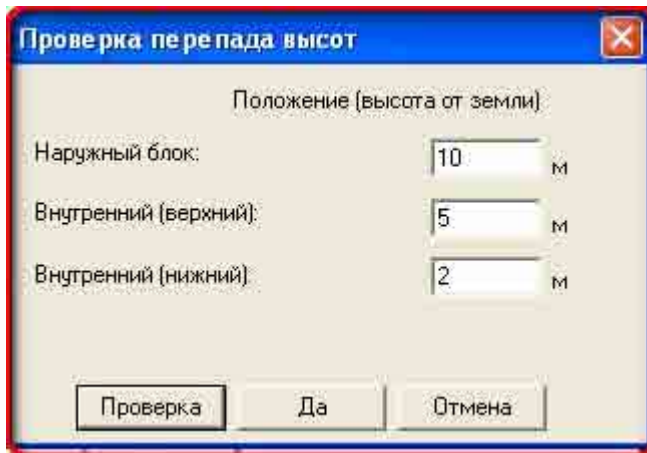 Проверка перепада высот
Положение (высота от земли)
Наружный блок: 10 м
Внутренний (верхний): 5 м
Внутренний (нижний) 2 м
Проверка Да Отмена